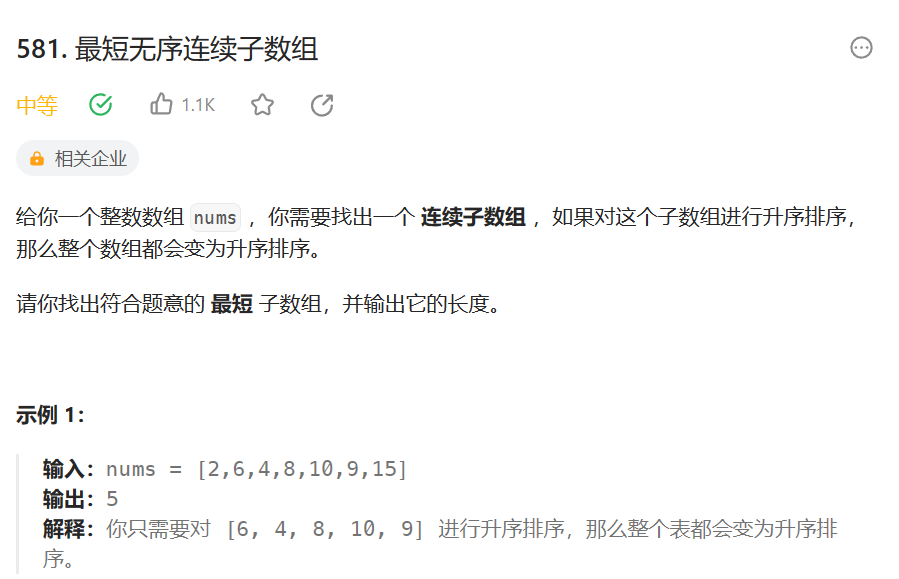 581. 最短无序连续子数组
中等 1.1K
相关企业
给你一个整数数组 nums ，你需要找出一个 连续子数组 ，如果对这个子数组进行升序排序，
那么整个数组都会变为升序排序。
请你找出符合题意的 最短 子数组，并输出它的长度。
示例 1：
输入：nums = [2,6,4,8,10,9,15]
输出：5
解释：你只需要对 [6, 4, 8, 10, 9] 进行升序排序，那么整个表都会变为升序排
序。